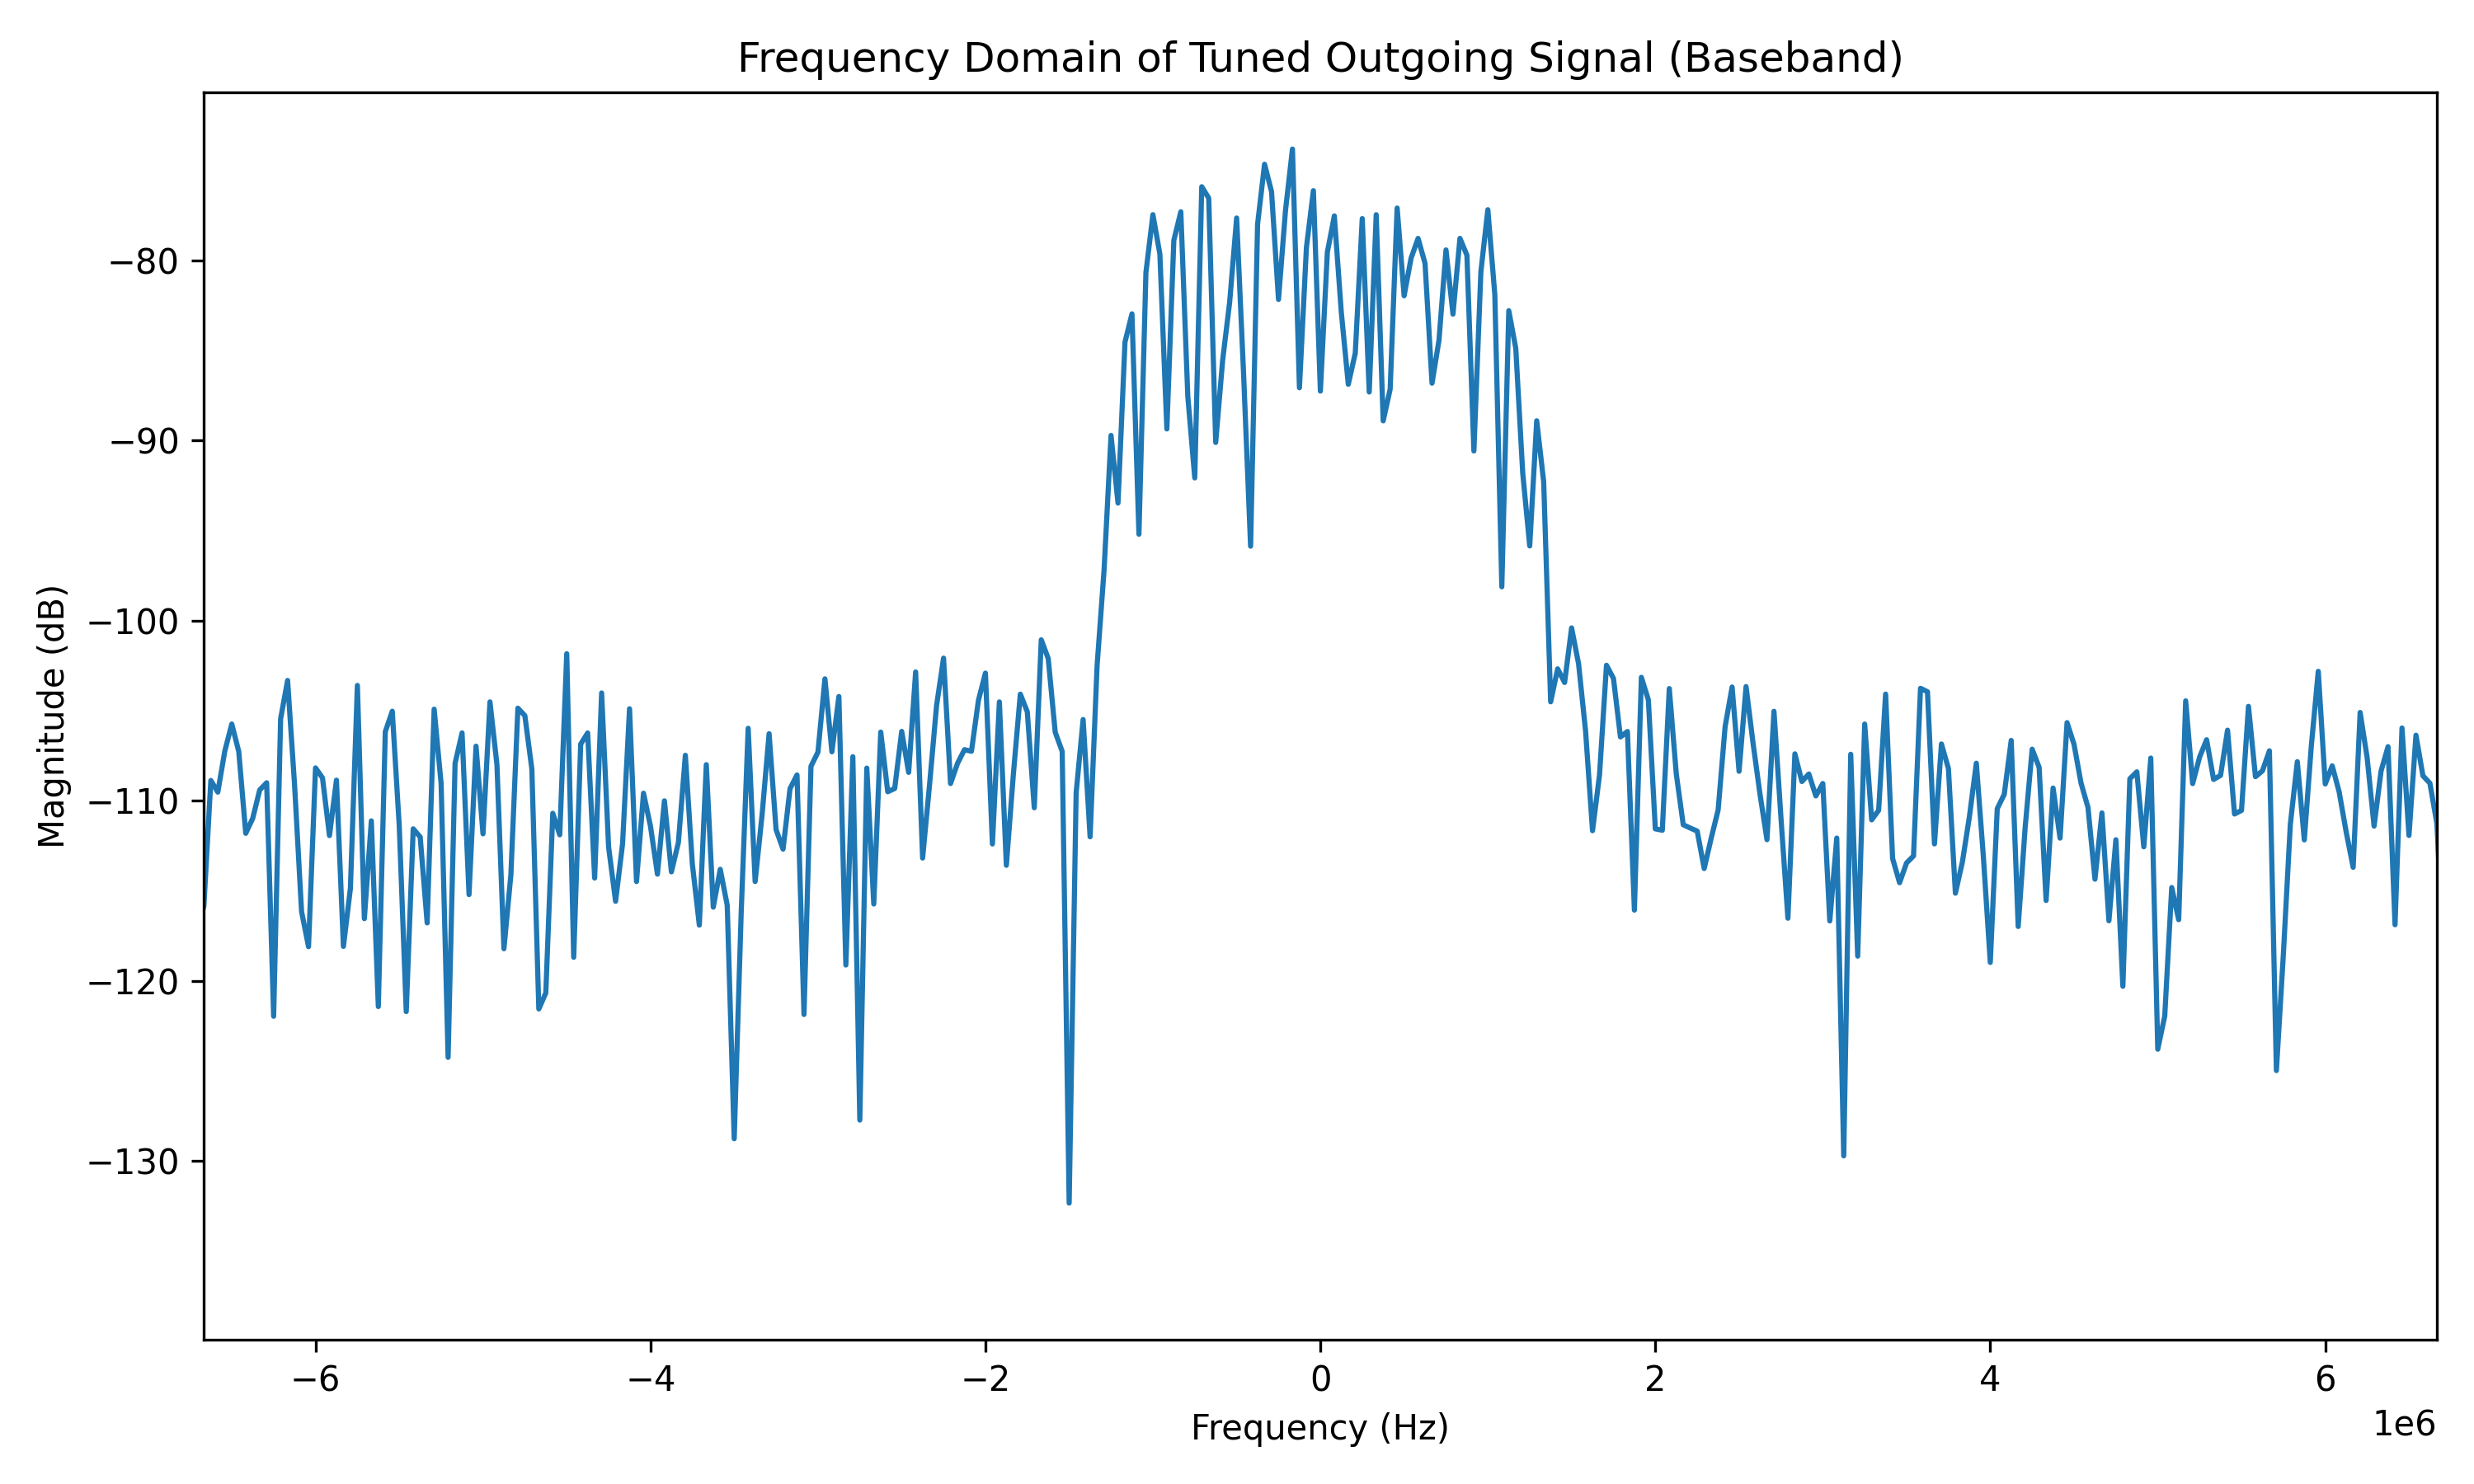 Frequency Domain of Tuned Outgoing Signal (Baseband)
Magnitude (dB)
−80
−90
−100
−110
−120
−130
−6 −4 −2 0 2 4 6
1e6
Frequency (Hz)